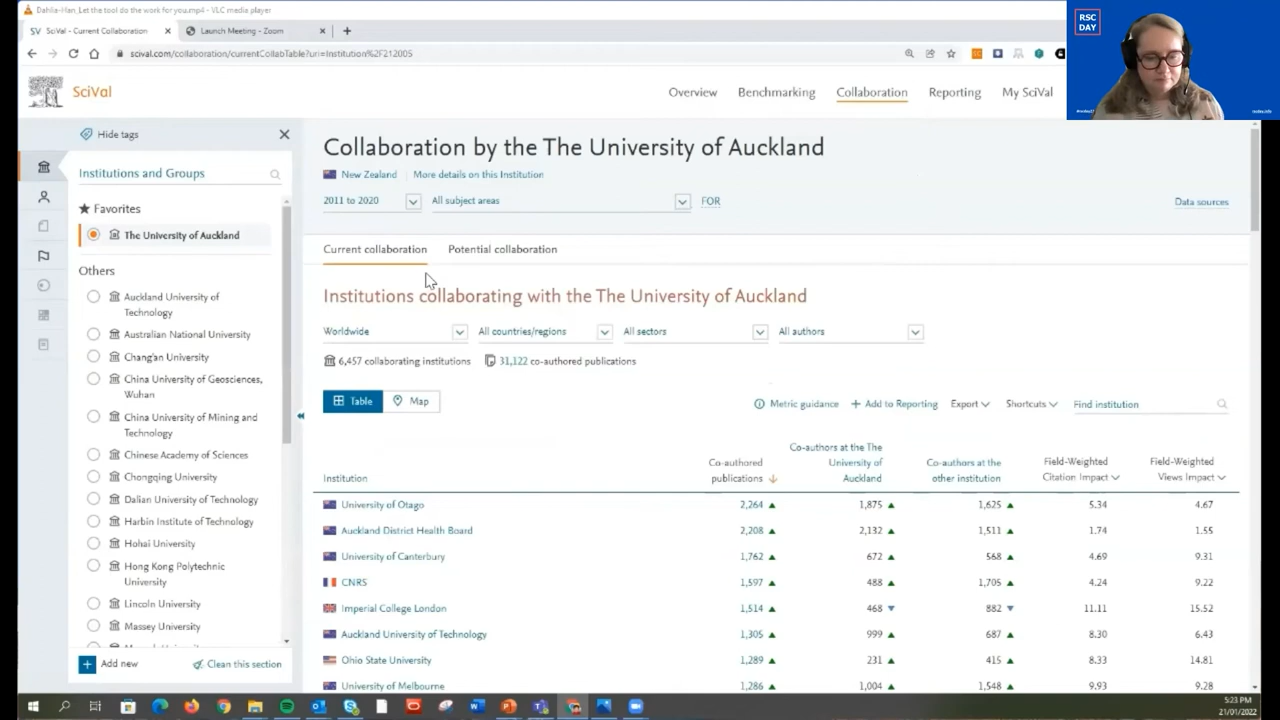 Dahlia-Han_Let the tool do the work for you.mp4 - VLC media player
SV SciVal - Current Collaboration
Launch Meeting - Zoom
scival.com/collaboration/currentCollabTable?uri=Institution%2F212005
RSC
DAY
SciVal
Overview
Benchmarking
Collaboration
Reporting
My SciVal
Hide tags
Institutions and Groups
Favorites
The University of Auckland
Others
Auckland University of
Technology
Australian National University
Chang'an University
China University of Geosciences,
Wuhan
China University of Mining and
Technology
Chinese Academy of Sciences
Chongqing University
Dalian University of Technology
Harbin Institute of Technology
Hohai University
Hong Kong Polytechnic
University
Lincoln University
Massey University
Add new
Clean this section
Collaboration by the The University of Auckland
New Zealand
More details on this Institution
2011 to 2020
All subject areas
FOR
Data sources
Current collaboration
Potential collaboration
Institutions collaborating with the The University of Auckland
Worldwide
All countries/regions
All sectors
All authors
6,457 collaborating institutions
31,122 co-authored publications
Table
Map
Metric guidance
+ Add to Reporting
Export
Shortcuts
Find institution
Institution
Co-authored
publications
Co-authors at the The
University of
Auckland
Co-authors at the
other institution
Field-Weighted
Citation Impact
Field-Weighted
Views Impact
University of Otago 2,264 1,875 1,625 5.34 4.67
Auckland District Health Board 2,208 2,132 1,511 1.74 1.55
University of Canterbury 1,762 672 568 4.69 9.31
CNRS 1,597 488 1,705 4.24 9.22
Imperial College London 1,514 468 882 11.11 15.52
Auckland University of Technology 1,305 999 687 8.30 6.43
Ohio State University 1,289 231 415 8.33 14.81
University of Melbourne 1,286 1,004 1,548 9.93 9.28
5:23 PM
21/01/2022